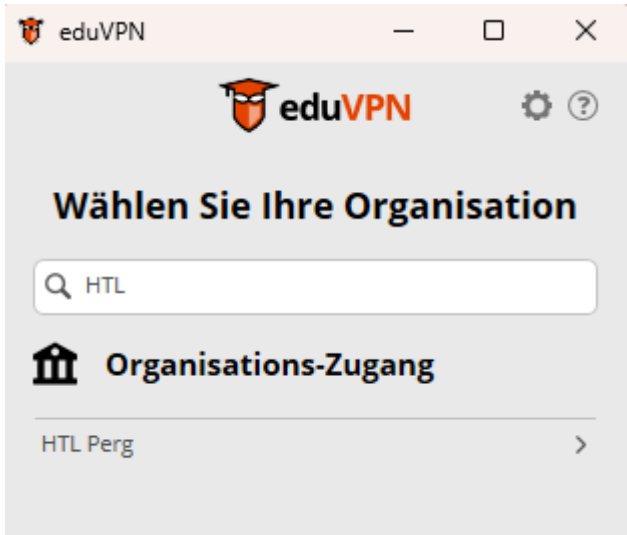 eduVPN
eduVPN
Wählen Sie Ihre Organisation
HTL
Organisations-Zugang
HTL Perg